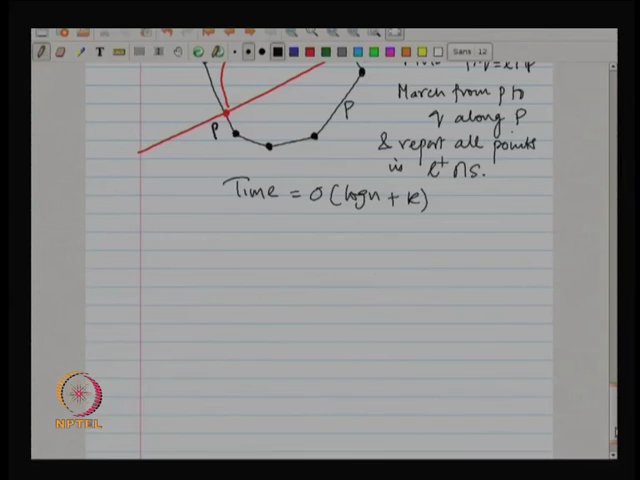 Sans 12
p, q = l ∩ P
March from p to
q along P
& report all points
in l⁺ ∩ S.
P
p
Time = O(log n + k)
NPTEL